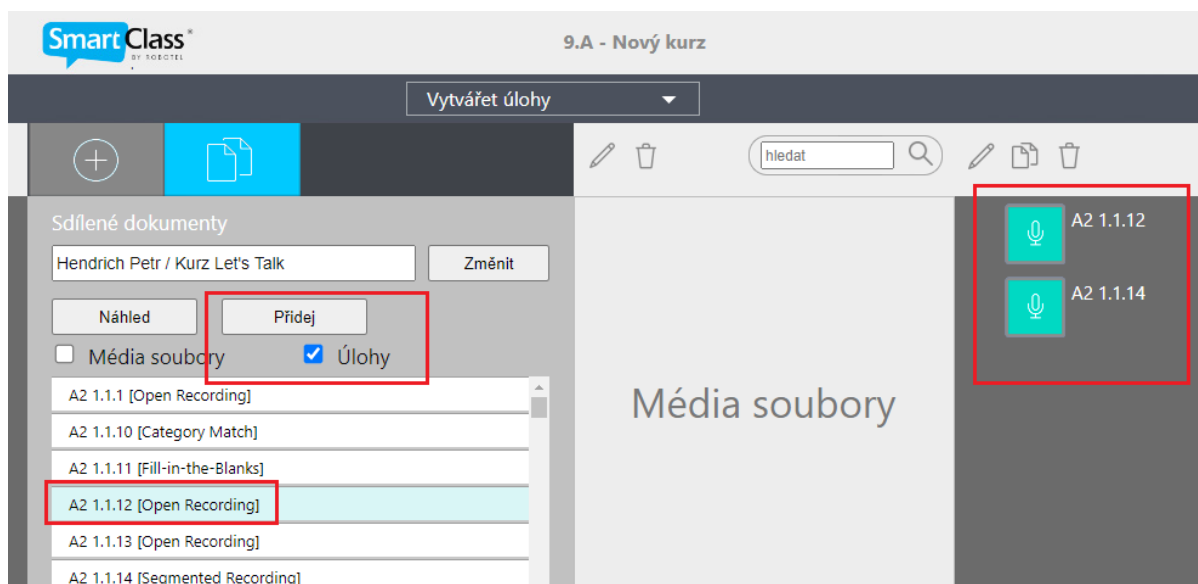 SmartClass
BY ROBOTEL
9.A - Nový kurz
Vytvářet úlohy
hledat
Sdílené dokumenty
Hendrich Petr / Kurz Let's Talk
Změnit
Náhled
Přidej
Média soubory
Úlohy
A2 1.1.1 [Open Recording]
A2 1.1.10 [Category Match]
A2 1.1.11 [Fill-in-the-Blanks]
A2 1.1.12 [Open Recording]
A2 1.1.13 [Open Recording]
A2 1.1.14 [Segmented Recording]
Média soubory
A2 1.1.12
A2 1.1.14